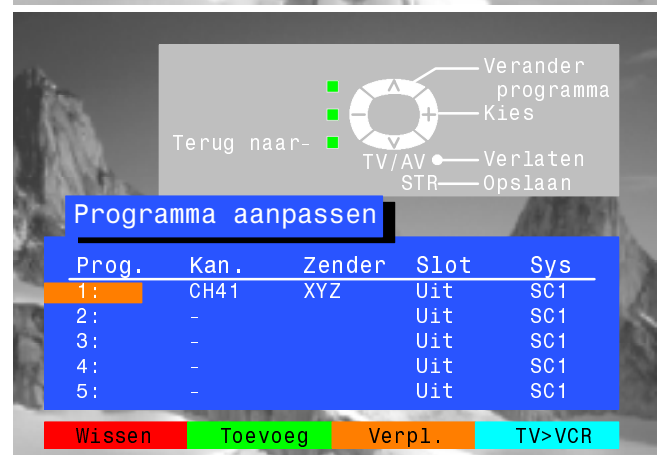 Verander
programma
Kies
Terug naar-
TV/AV Verlaten
STR Opslaan
Programma aanpassen
Prog. Kan. Zender Slot Sys
1: CH41 XYZ Uit SC1
2: - Uit SC1
3: - Uit SC1
4: - Uit SC1
5: - Uit SC1
Wissen Toevoeg Verpl. TV>VCR